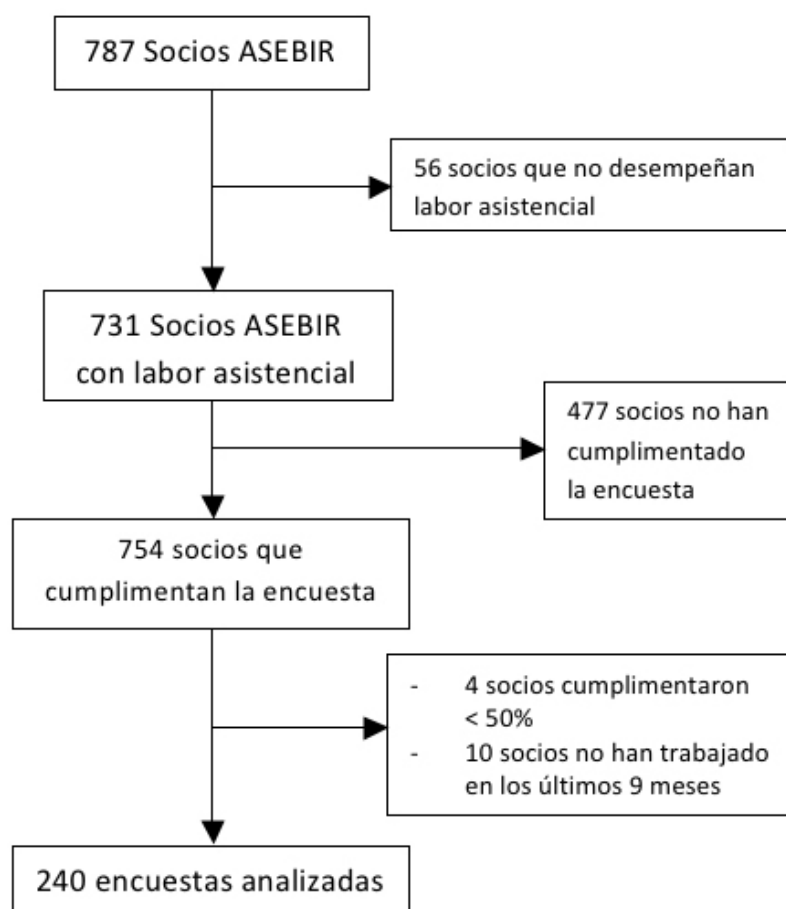 787 Socios ASEBIR
56 socios que no desempeñan
labor asistencial
731 Socios ASEBIR
con labor asistencial
477 socios no han
cumplimentado
la encuesta
754 socios que
cumplimentan la encuesta
- 4 socios cumplimentaron
< 50%
- 10 socios no han trabajado
en los últimos 9 meses
240 encuestas analizadas